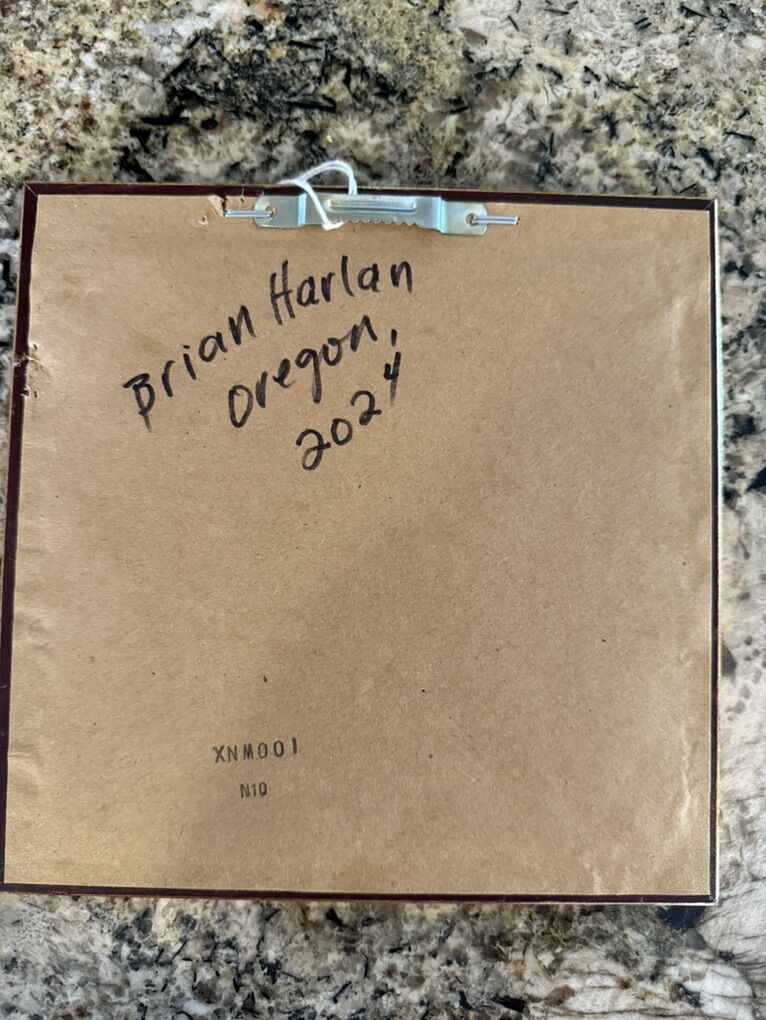 Brian Harlan
Oregon,
2024
XNM001
N10